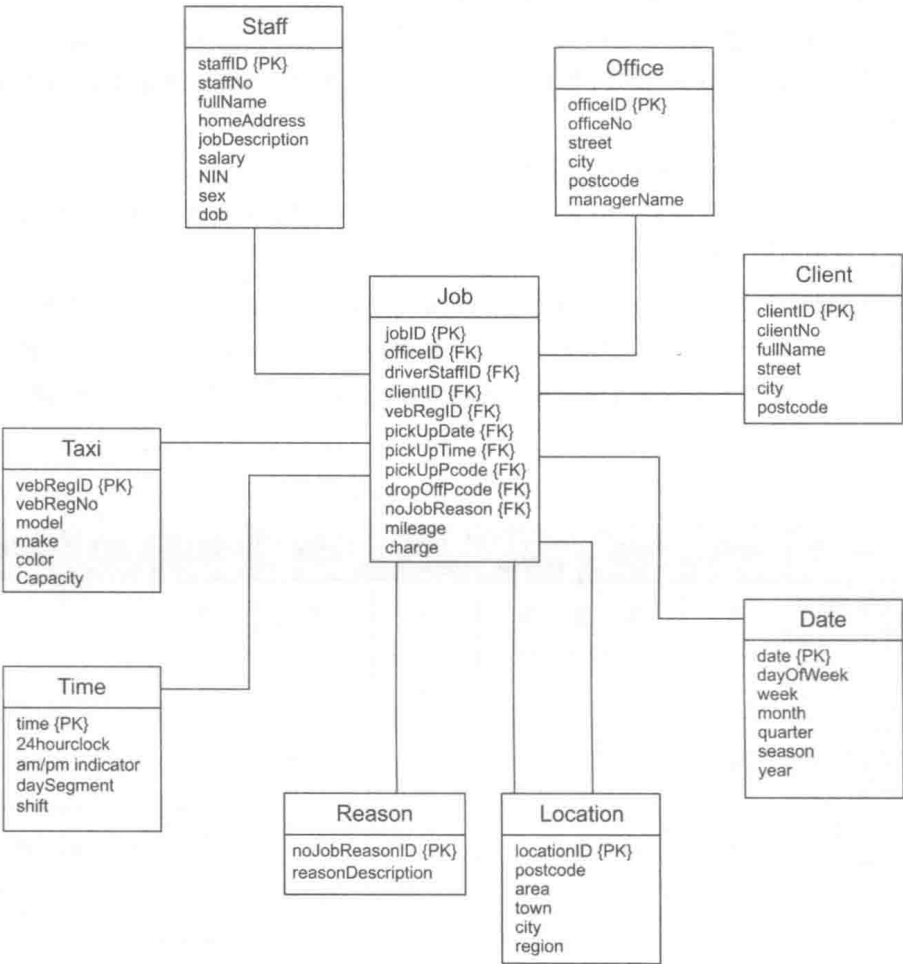 Staff
staffID {PK}
staffNo
fullName
homeAddress
jobDescription
salary
NIN
sex
dob
Office
officeID {PK}
officeNo
street
city
postcode
managerName
Client
clientID {PK}
clientNo
fullName
street
city
postcode
Job
jobID {PK}
officeID {FK}
driverStaffID {FK}
clientID {FK}
vebRegID {FK}
pickUpDate {FK}
pickUpTime {FK}
pickUpPcode {FK}
dropOffPcode {FK}
noJobReason {FK}
mileage
charge
Taxi
vebRegID {PK}
vebRegNo
model
make
color
Capacity
Time
time {PK}
24hourclock
am/pm indicator
daySegment
shift
Reason
noJobReasonID {PK}
reasonDescription
Location
locationID {PK}
postcode
area
town
city
region
Date
date {PK}
dayOfWeek
week
month
quarter
season
year